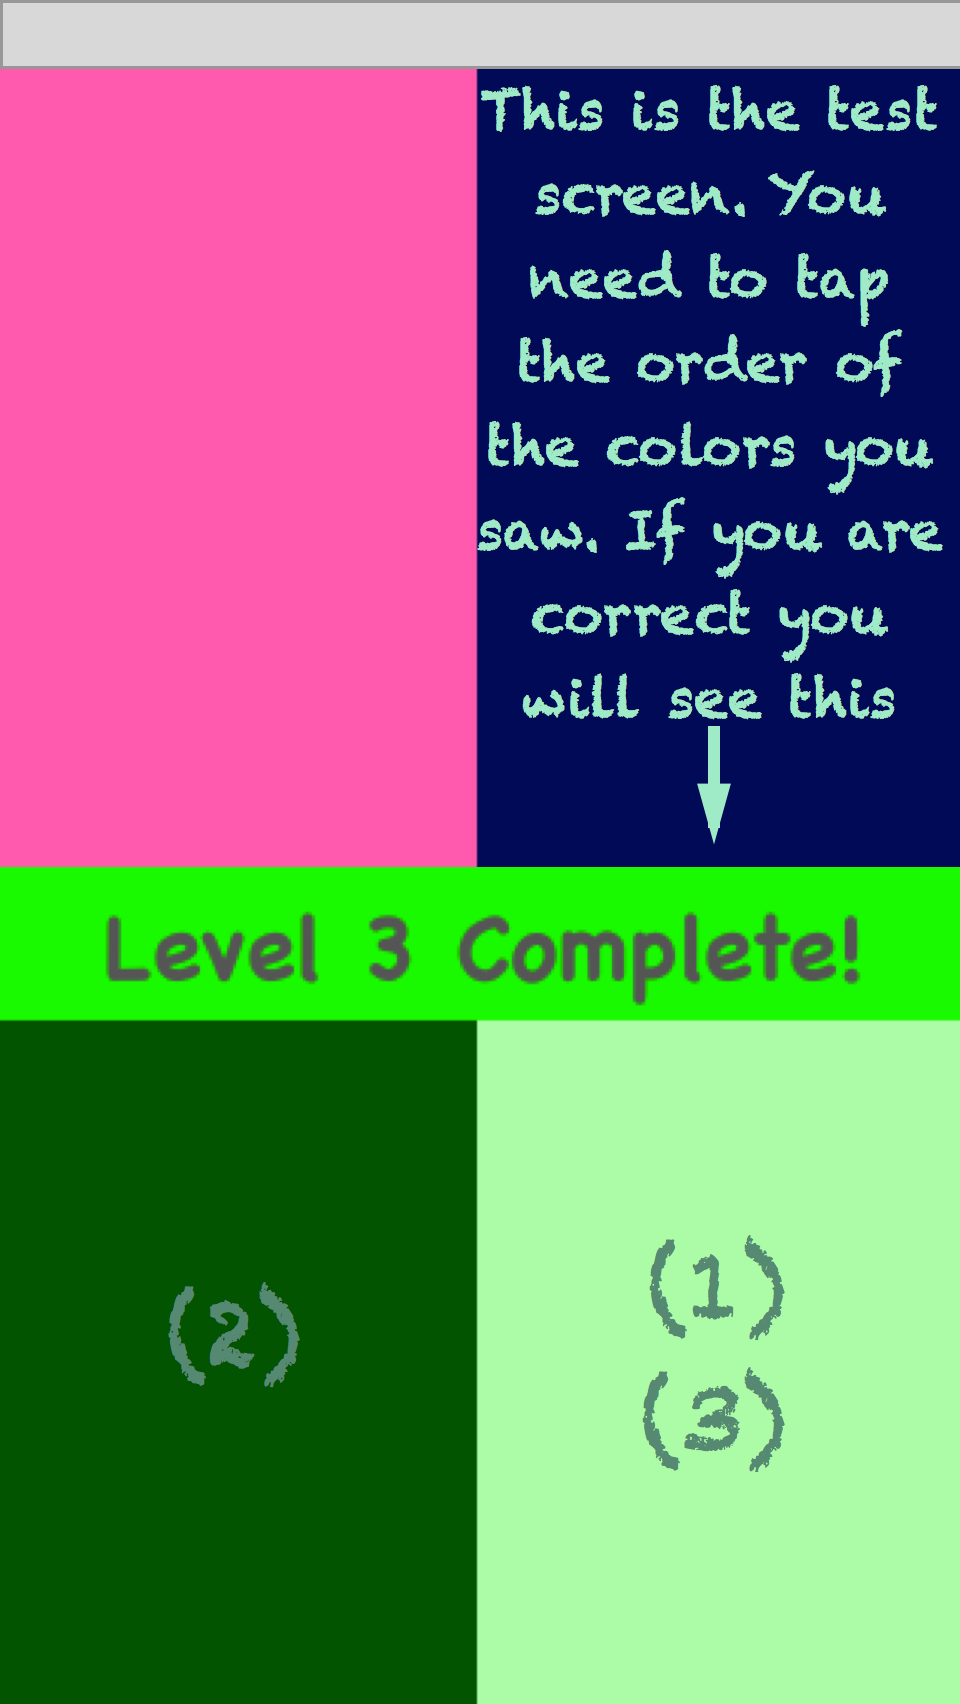 This is the test
screen. You
need to tap
the order of
the colors you
saw. If you are
correct you
will see this
Level 3 Complete!
(2)
(1)
(3)